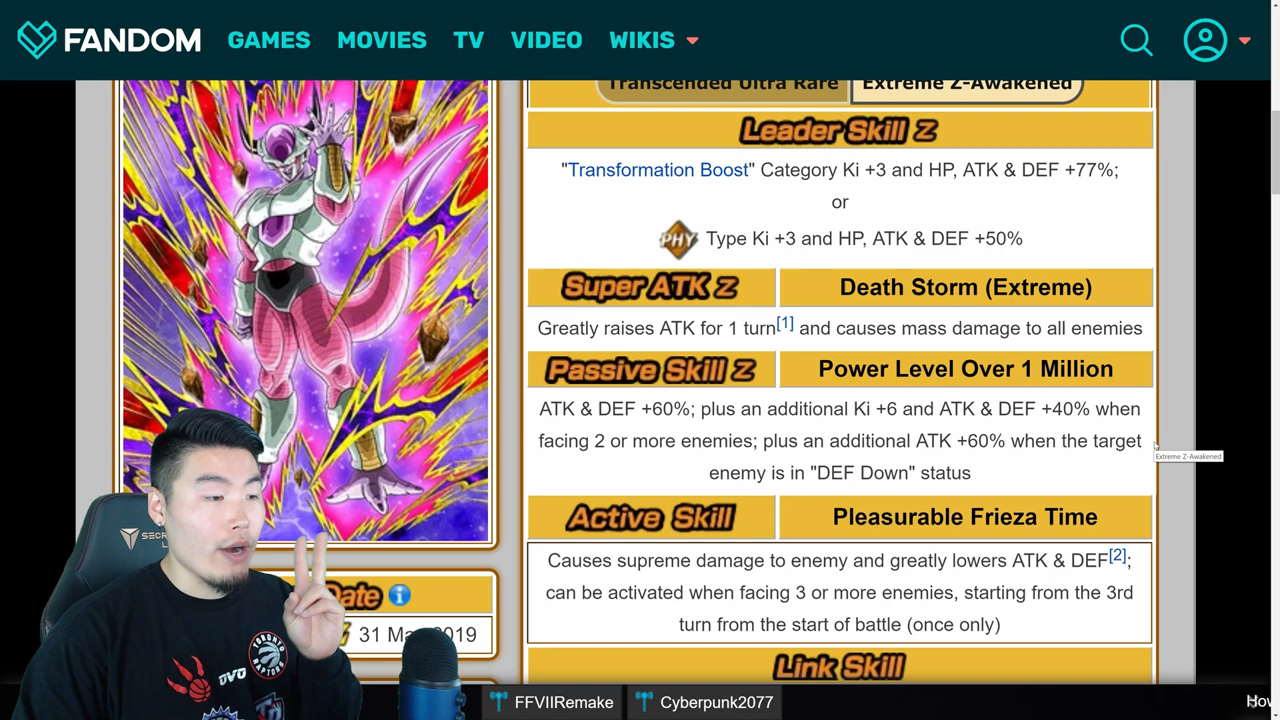 FANDOM GAMES MOVIES TV VIDEO WIKIS
Transcended Ultra Rare Extreme Z-Awakened
Leader Skill Z
"Transformation Boost" Category Ki +3 and HP, ATK & DEF +77%;
or
PHY Type Ki +3 and HP, ATK & DEF +50%
Super ATK Z Death Storm (Extreme)
Greatly raises ATK for 1 turn[1] and causes mass damage to all enemies
Passive Skill Z Power Level Over 1 Million
ATK & DEF +60%; plus an additional Ki +6 and ATK & DEF +40% when
facing 2 or more enemies; plus an additional ATK +60% when the target
enemy is in "DEF Down" status
Extreme Z-Awakened
Active Skill Pleasurable Frieza Time
Causes supreme damage to enemy and greatly lowers ATK & DEF[2];
can be activated when facing 3 or more enemies, starting from the 3rd
turn from the start of battle (once only)
Date
31 Ma 2019
Link Skill
OVO
FFVIIRemake Cyberpunk2077